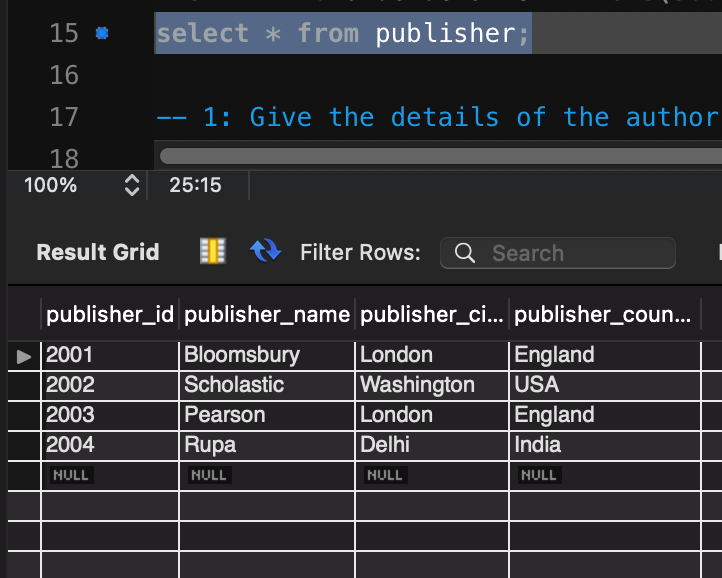 15 select * from publisher;
16
17 -- 1: Give the details of the author
18
100% 25:15
Result Grid Filter Rows: Search
publisher_id publisher_name publisher_ci... publisher_coun...
2001 Bloomsbury London England
2002 Scholastic Washington USA
2003 Pearson London England
2004 Rupa Delhi India
NULL NULL NULL NULL